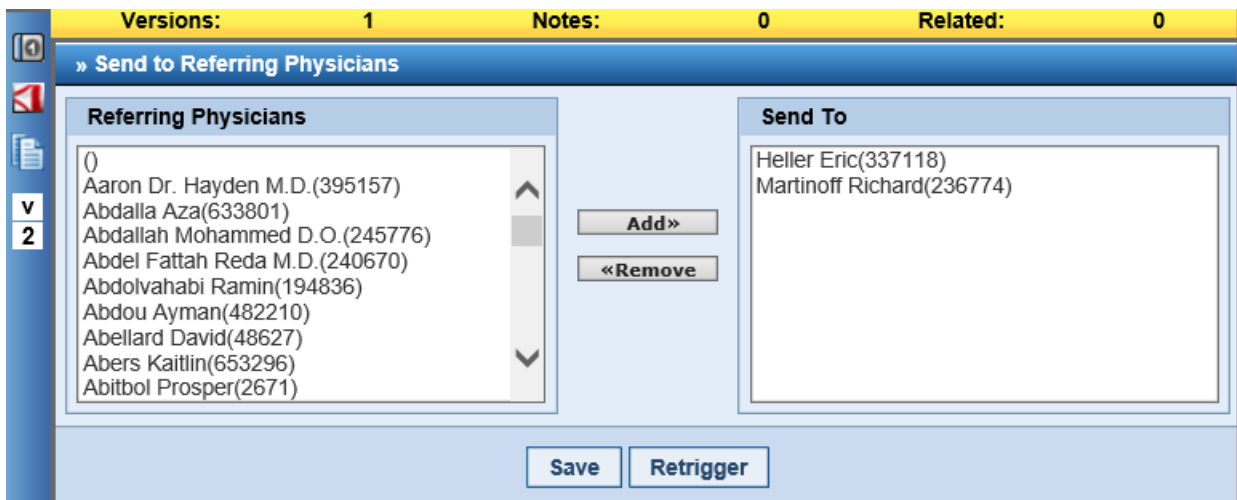 Versions: 1 Notes: 0 Related: 0
» Send to Referring Physicians
Referring Physicians
()
Aaron Dr. Hayden M.D.(395157)
Abdalla Aza(633801)
Abdallah Mohammed D.O.(245776)
Abdel Fattah Reda M.D.(240670)
Abdolvahabi Ramin(194836)
Abdou Ayman(482210)
Abellard David(48627)
Abers Kaitlin(653296)
Abitbol Prosper(2671)
Add»
«Remove
Send To
Heller Eric(337118)
Martinoff Richard(236774)
V
2
Save Retrigger